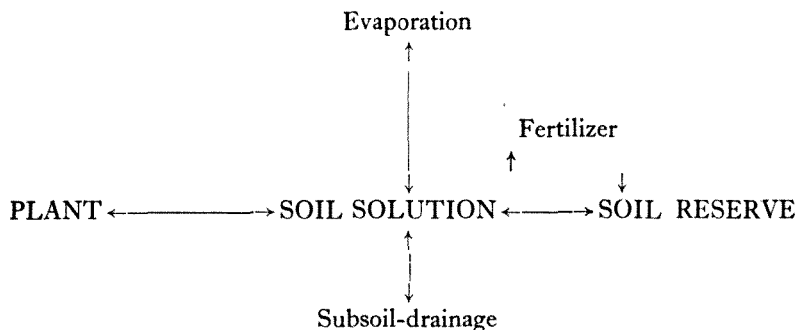 Evaporation
Fertilizer
PLANT SOIL SOLUTION SOIL RESERVE
Subsoil-drainage